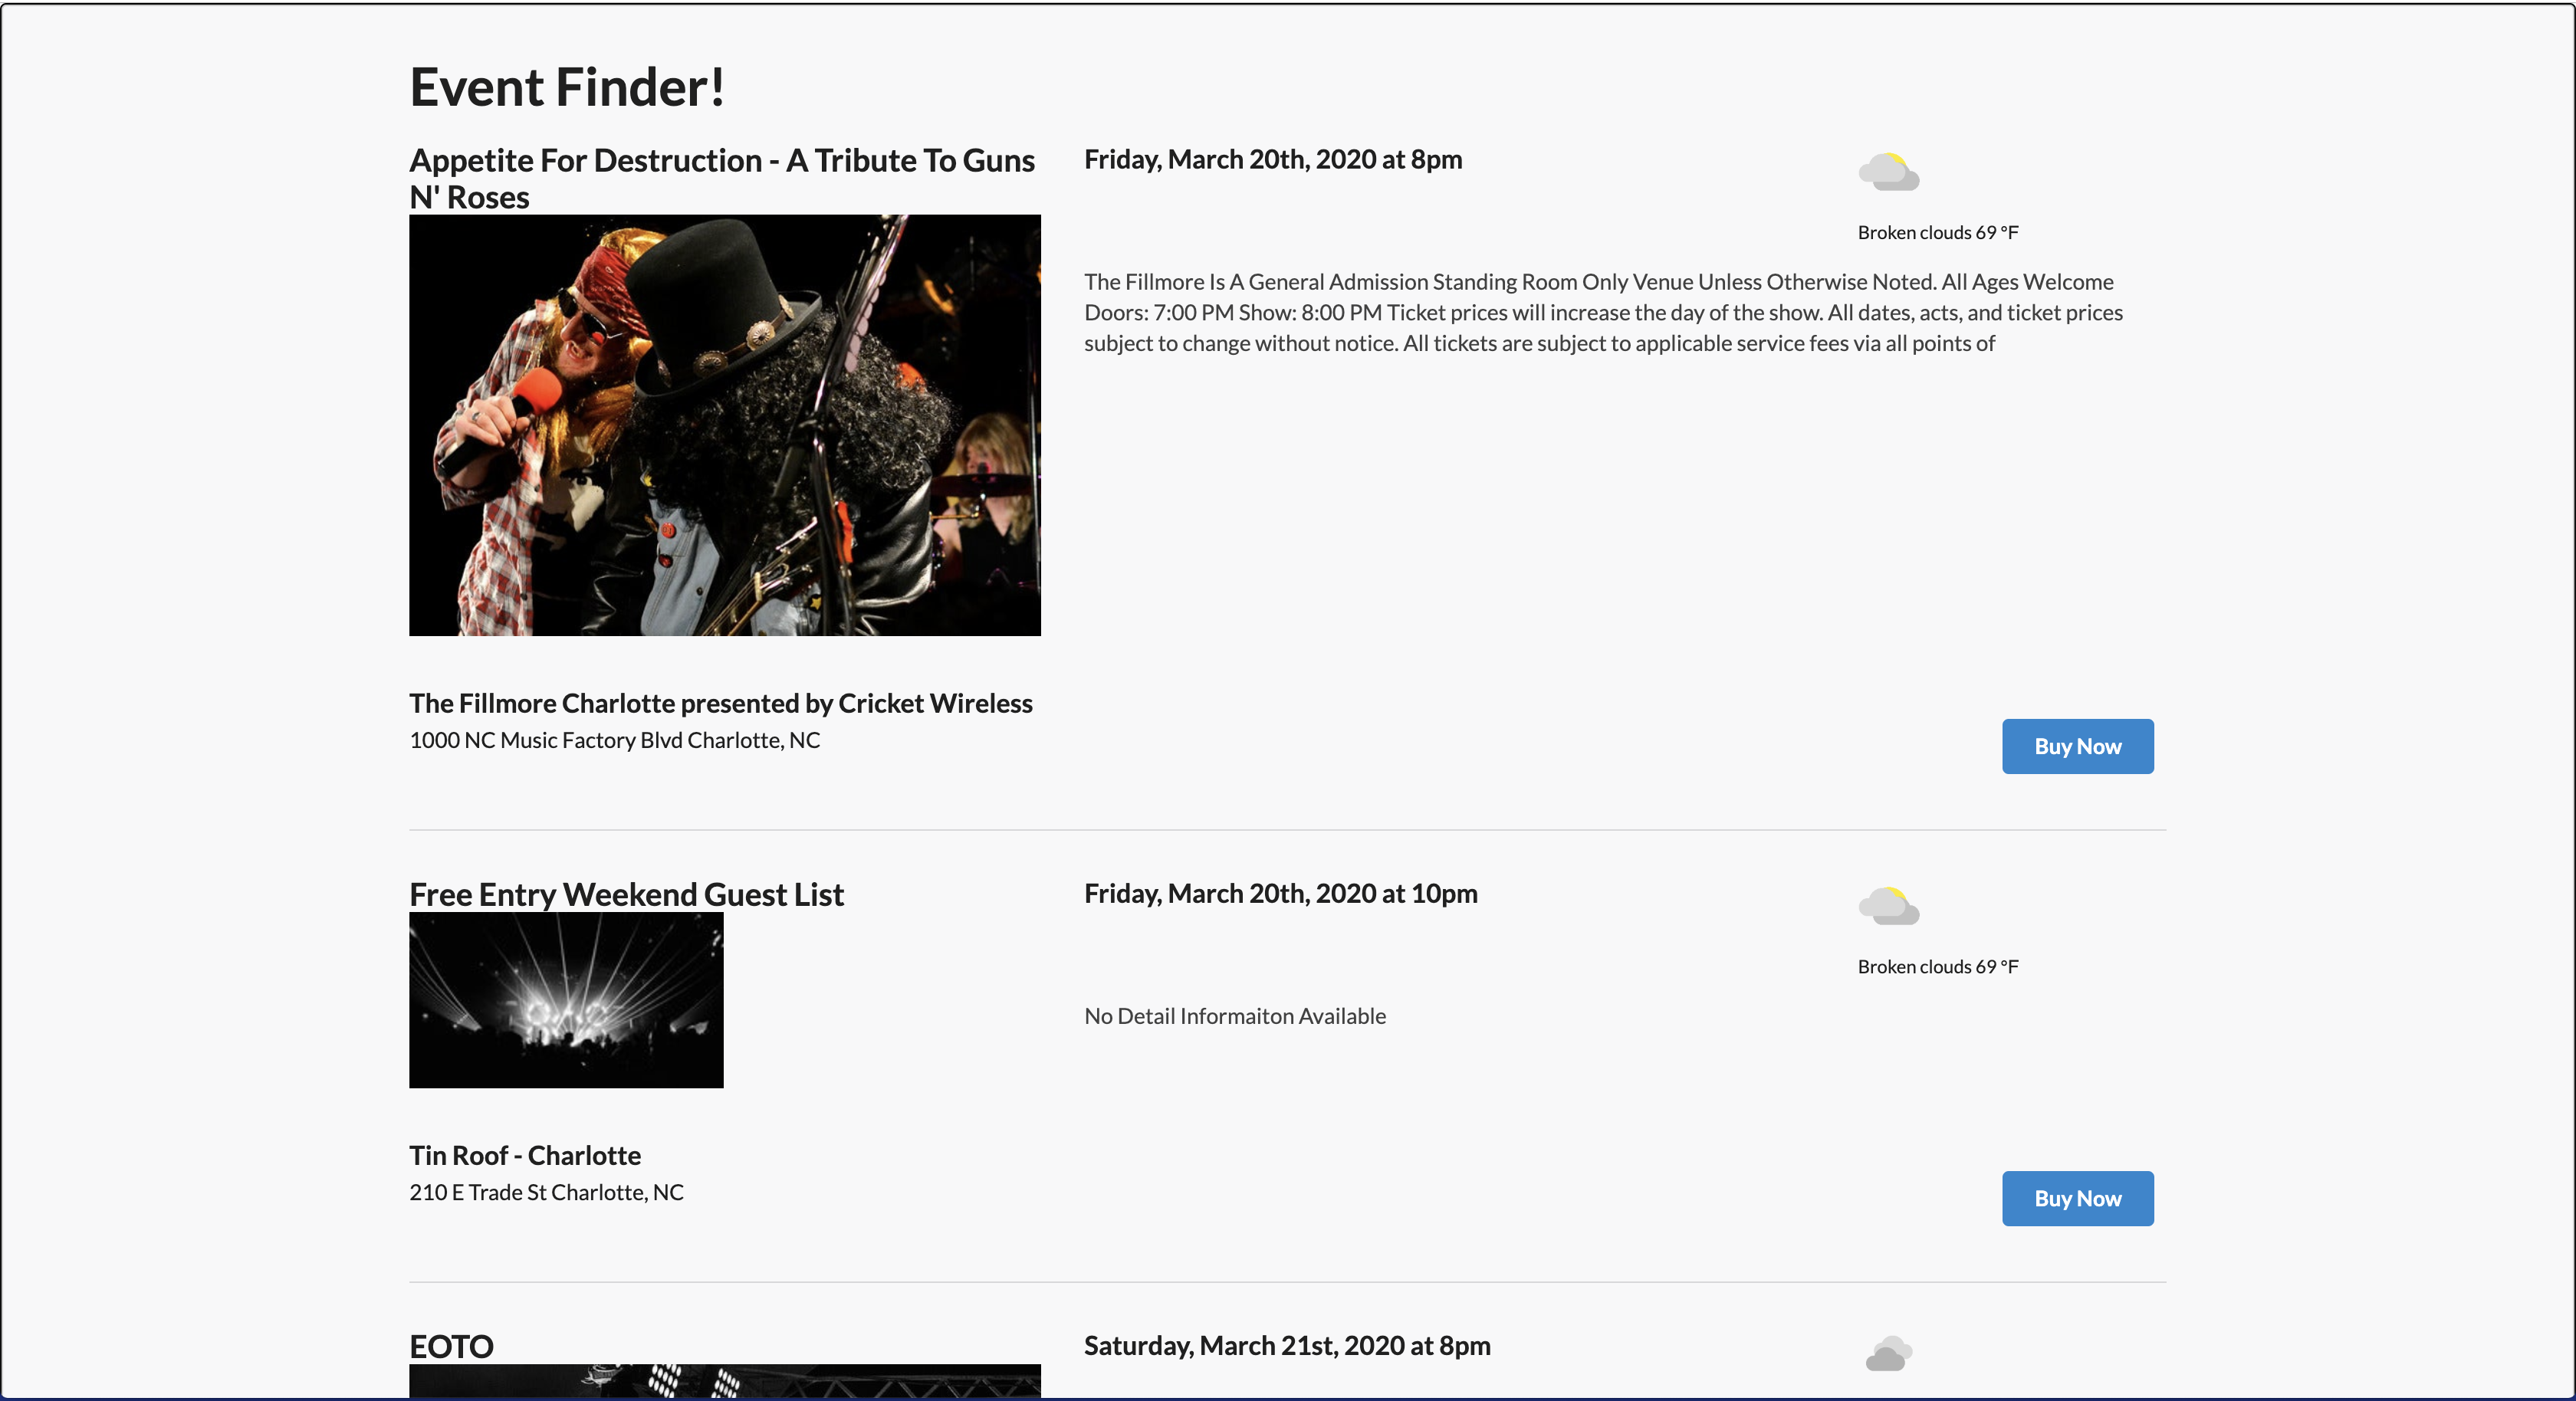 Event Finder!
Appetite For Destruction - A Tribute To Guns
N' Roses
Friday, March 20th, 2020 at 8pm
Broken clouds 69 °F
The Fillmore Is A General Admission Standing Room Only Venue Unless Otherwise Noted. All Ages Welcome
Doors: 7:00 PM Show: 8:00 PM Ticket prices will increase the day of the show. All dates, acts, and ticket prices
subject to change without notice. All tickets are subject to applicable service fees via all points of
The Fillmore Charlotte presented by Cricket Wireless
1000 NC Music Factory Blvd Charlotte, NC
Buy Now
Free Entry Weekend Guest List
Friday, March 20th, 2020 at 10pm
Broken clouds 69 °F
No Detail Informaiton Available
Tin Roof - Charlotte
210 E Trade St Charlotte, NC
Buy Now
EOTO
Saturday, March 21st, 2020 at 8pm